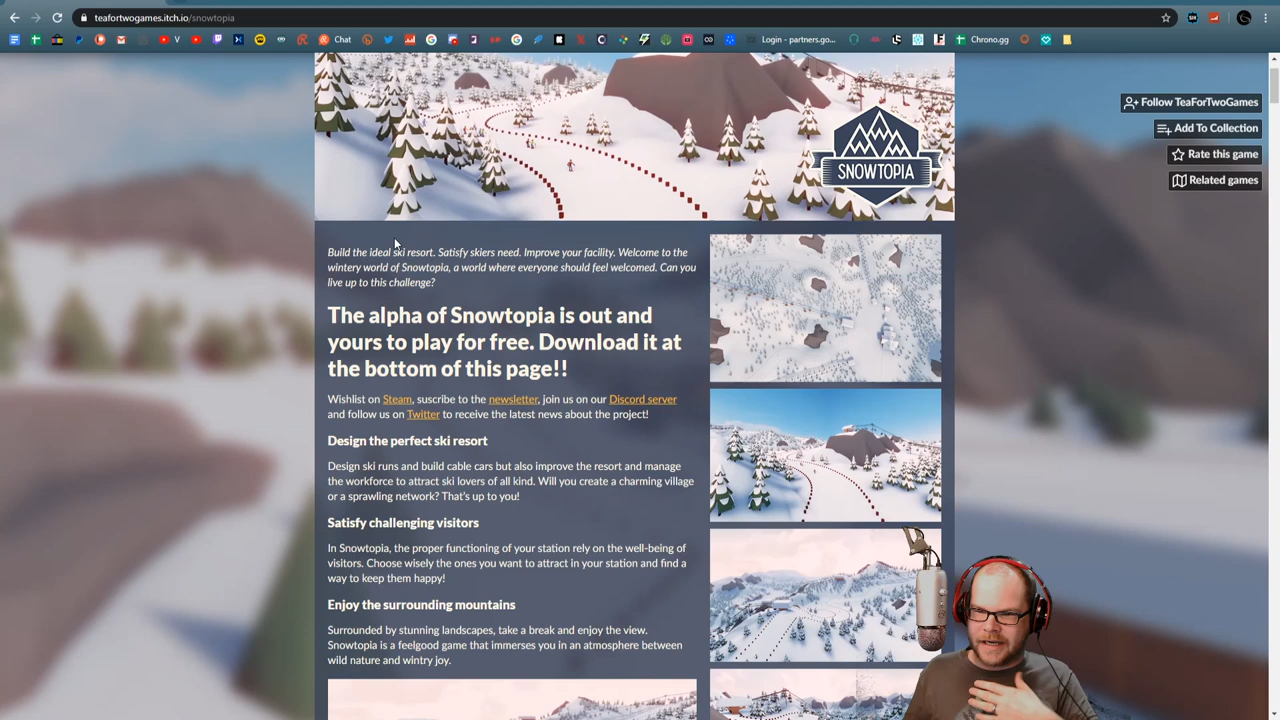 teafortwogames.itch.io/snowtopia
V
Chat
Login - partners.go...
Chrono.gg
Follow TeaForTwoGames
Add To Collection
Rate this game
Related games
SNOWTOPIA
Build the ideal ski resort. Satisfy skiers need. Improve your facility. Welcome to the
wintery world of Snowtopia, a world where everyone should feel welcomed. Can you
live up to this challenge?
The alpha of Snowtopia is out and
yours to play for free. Download it at
the bottom of this page!!
Wishlist on Steam, suscribe to the newsletter, join us on our Discord server
and follow us on Twitter to receive the latest news about the project!
Design the perfect ski resort
Design ski runs and build cable cars but also improve the resort and manage
the workforce to attract ski lovers of all kind. Will you create a charming village
or a sprawling network? That's up to you!
Satisfy challenging visitors
In Snowtopia, the proper functioning of your station rely on the well-being of
visitors. Choose wisely the ones you want to attract in your station and find a
way to keep them happy!
Enjoy the surrounding mountains
Surrounded by stunning landscapes, take a break and enjoy the view.
Snowtopia is a feelgood game that immerses you in an atmosphere between
wild nature and wintry joy.